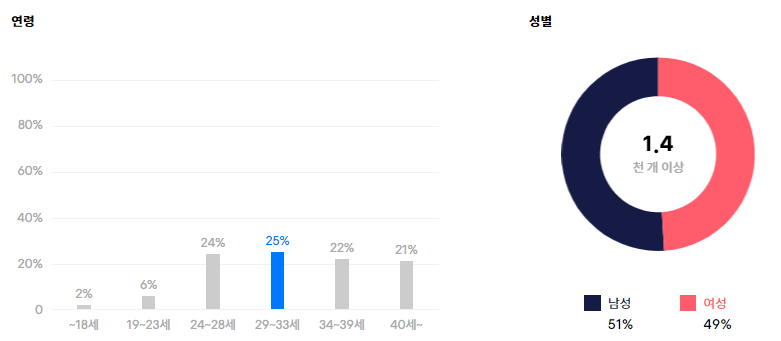 연령
성별
100%
80%
60%
40%
20%
0
2%
6%
24%
25%
22%
21%
~18세
19~23세
24~28세
29~33세
34~39세
40세~
1.4
천 개 이상
남성
51%
여성
49%